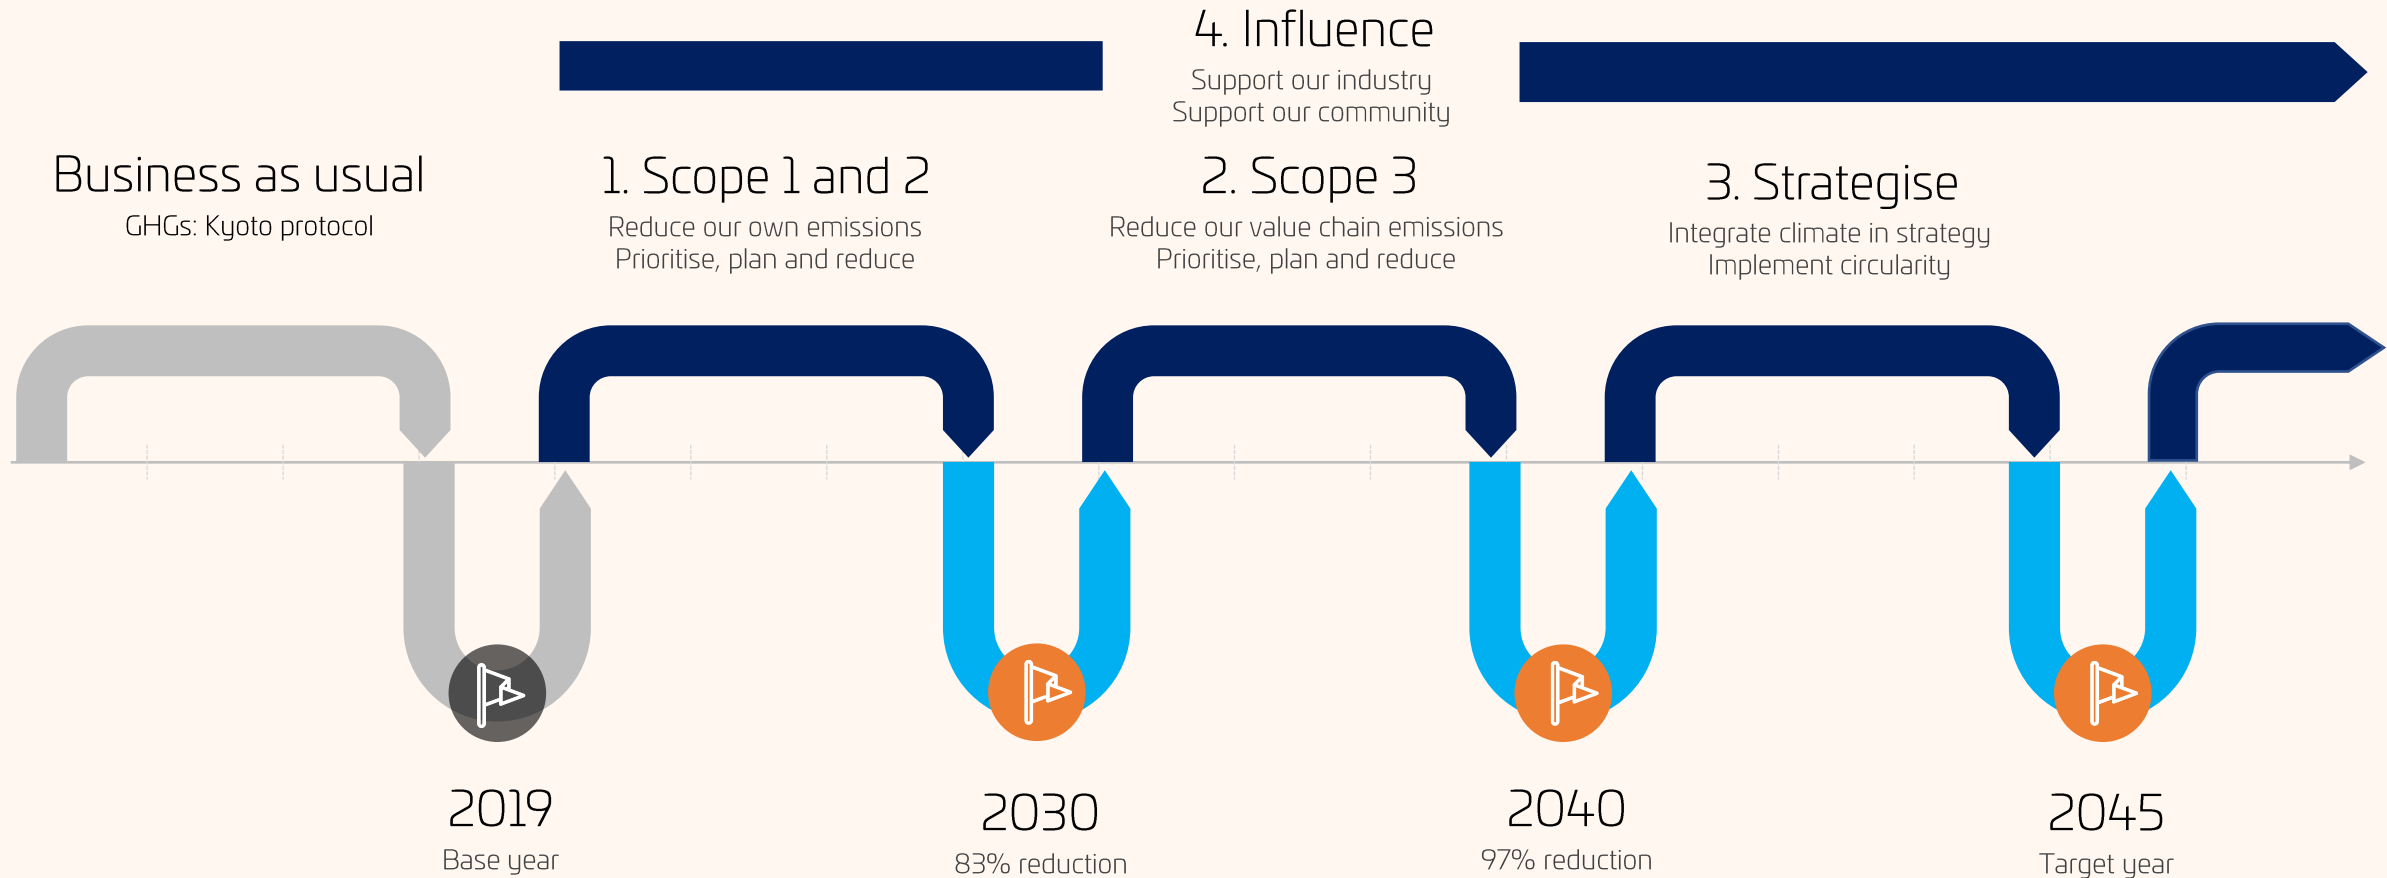 4. Influence
Support our industry
Support our community
Business as usual
GHGs: Kyoto protocol
1. Scope 1 and 2
Reduce our own emissions
Prioritise, plan and reduce
2. Scope 3
Reduce our value chain emissions
Prioritise, plan and reduce
3. Strategise
Integrate climate in strategy
Implement circularity
2019
Base year
2030
83% reduction
2040
97% reduction
2045
Target year